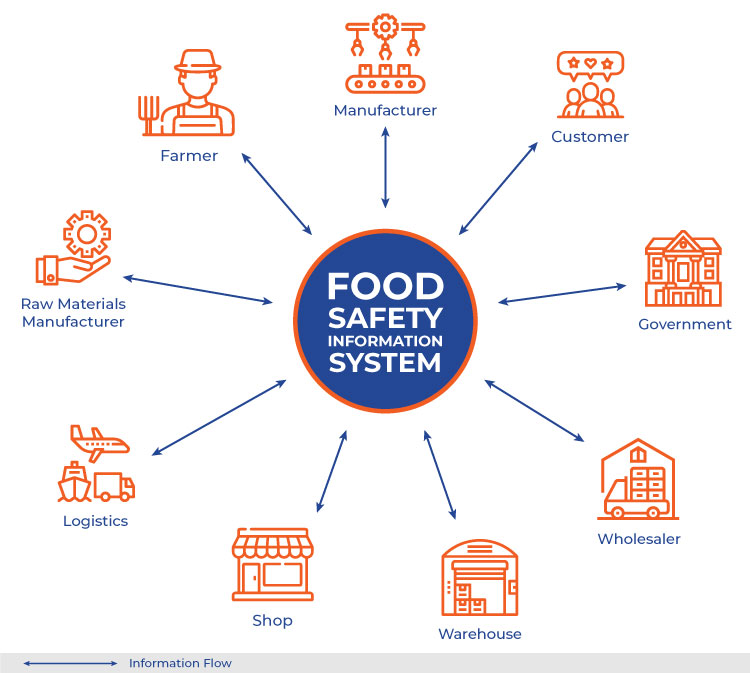 Manufacturer
Customer
Farmer
Raw Materials
Manufacturer
FOOD
SAFETY
INFORMATION
SYSTEM
Government
Logistics
Wholesaler
Shop
Warehouse
Information Flow